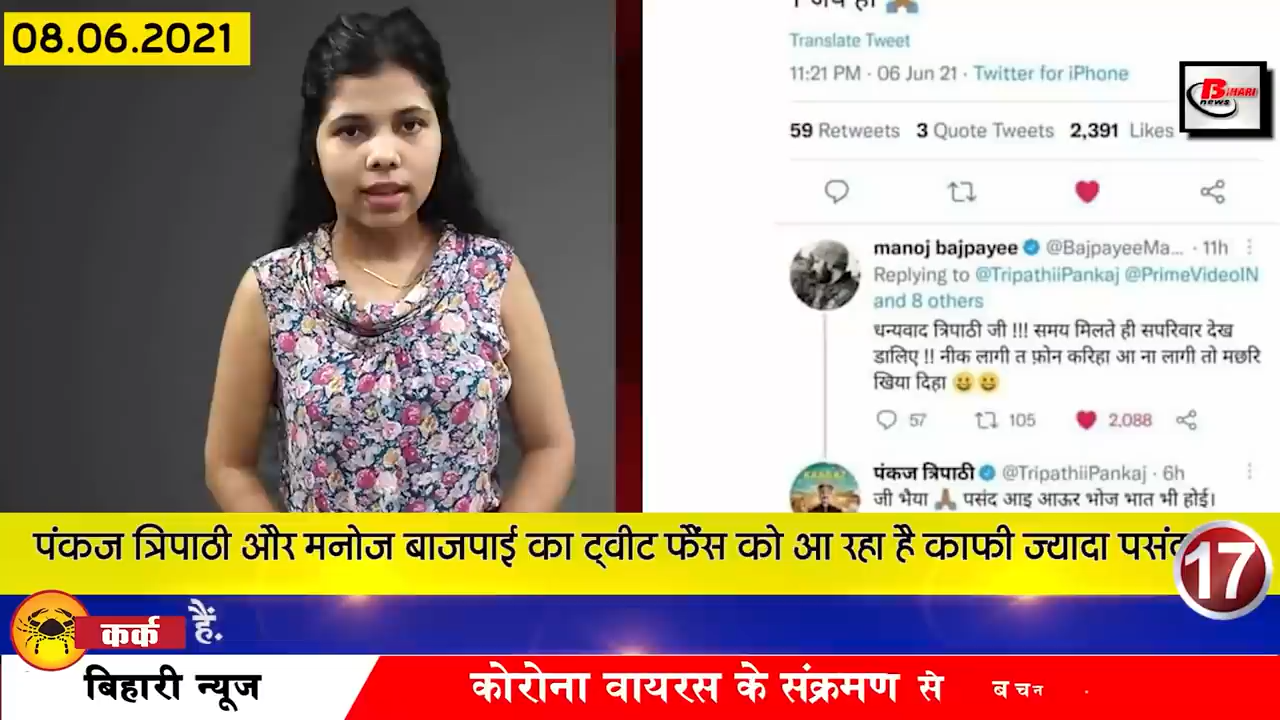 08.06.2021
Translate Tweet
11:21 PM · 06 Jun 21 · Twitter for iPhone
BIHARI
news
59 Retweets 3 Quote Tweets 2,391 Likes
manoj bajpayee @BajpayeeMa... · 11h
Replying to @TripathiiPankaj @PrimeVideoIN
and 8 others
धन्यवाद त्रिपाठी जी !!! समय मिलते ही सपरिवार देख
डालिए !! नीक लागी त फ़ोन करिहा आ ना लागी तो मछरि
खिया दिहा 😃 😃
57 105 2,088
पंकज त्रिपाठी @TripathiiPankaj · 6h
जी भैया 🙏🏽 पसंद आइ आऊर भोज भात भी होई।
पंकज त्रिपाठी और मनोज बाजपाई का ट्वीट फैंस को आ रहा है काफी ज्यादा
17
कर्क हैं.
बिहारी न्यूज कोरोना वायरस के संक्रमण से बचन